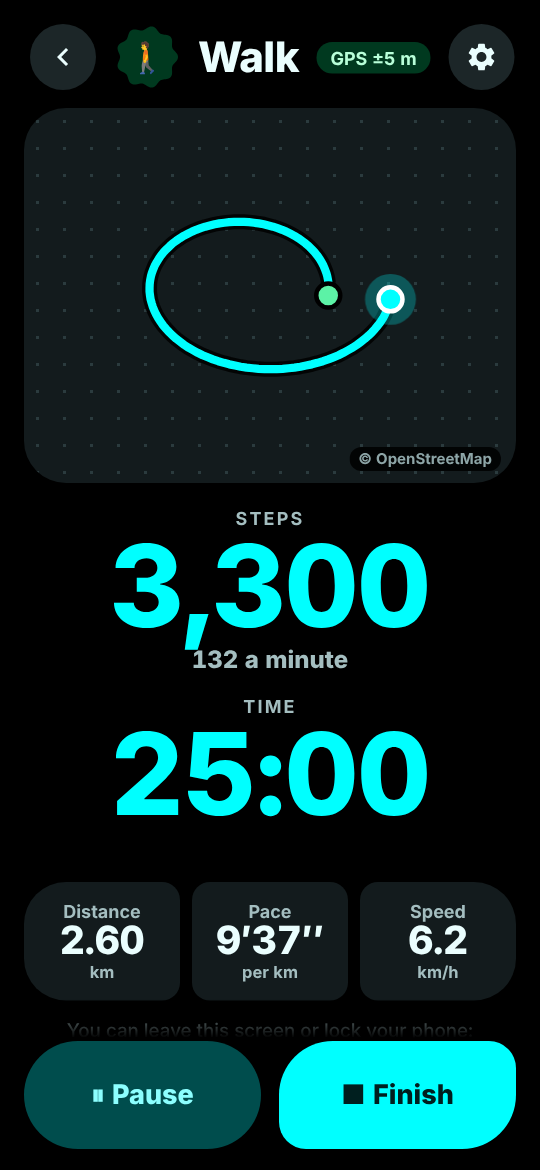 Walk
GPS ±5 m
© OpenStreetMap
STEPS
3,300
132 a minute
TIME
25:00
Distance
2.60
km
Pace
9′37′′
per km
Speed
6.2
km/h
You can leave this screen or lock your phone:
Pause
Finish